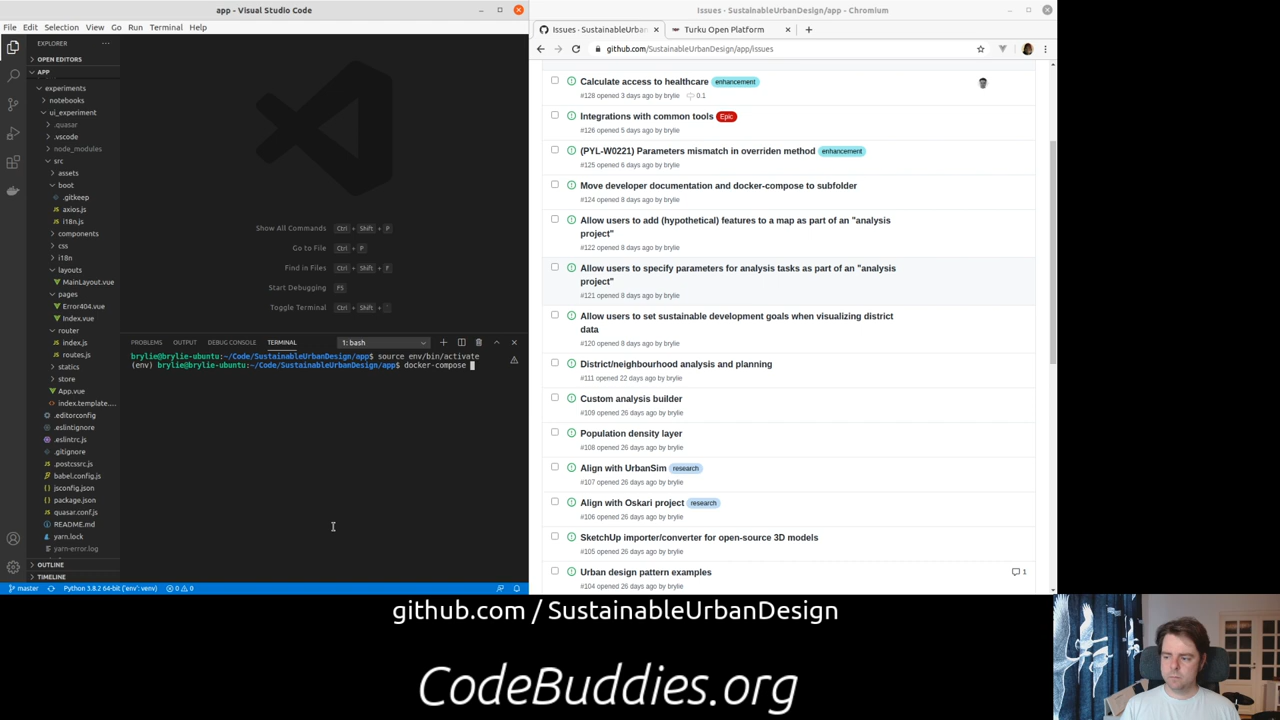 app - Visual Studio Code
File Edit Selection View Go Run Terminal Help
EXPLORER
OPEN EDITORS
APP
experiments
notebooks
ui_experiment
.quasar
.vscode
node_modules
src
assets
boot
.gitkeep
axios.js
i18n.js
components
css
i18n
layouts
MainLayout.vue
pages
Error404.vue
Index.vue
router
index.js
routes.js
statics
store
App.vue
index.template....
.editorconfig
.eslintignore
.eslintrc.js
.gitignore
.postcssrc.js
babel.config.js
jsconfig.json
package.json
quasar.conf.js
README.md
yarn.lock
yarn-error.log
OUTLINE
TIMELINE
Show All Commands Ctrl + Shift + P
Go to File Ctrl + P
Find in Files Ctrl + Shift + F
Start Debugging F5
Toggle Terminal Ctrl + Shift + `
PROBLEMS OUTPUT DEBUG CONSOLE TERMINAL 1: bash
brylie@brylie-ubuntu:~/Code/SustainableUrbanDesign/app$ source env/bin/activate
(env) brylie@brylie-ubuntu:~/Code/SustainableUrbanDesign/app$ docker-compose
master Python 3.8.2 64-bit ('env': venv) 0 0
Issues - SustainableUrbanDesign/app - Chromium
Issues · SustainableUrban
Turku Open Platform
github.com/SustainableUrbanDesign/app/issues
Calculate access to healthcare enhancement
#128 opened 3 days ago by brylie 0.1
Integrations with common tools Epic
#126 opened 5 days ago by brylie
(PYL-W0221) Parameters mismatch in overriden method enhancement
#125 opened 6 days ago by brylie
Move developer documentation and docker-compose to subfolder
#124 opened 8 days ago by brylie
Allow users to add (hypothetical) features to a map as part of an "analysis
project"
#122 opened 8 days ago by brylie
Allow users to specify parameters for analysis tasks as part of an "analysis
project"
#121 opened 8 days ago by brylie
Allow users to set sustainable development goals when visualizing district
data
#120 opened 8 days ago by brylie
District/neighbourhood analysis and planning
#111 opened 22 days ago by brylie
Custom analysis builder
#109 opened 26 days ago by brylie
Population density layer
#108 opened 26 days ago by brylie
Align with UrbanSim research
#107 opened 26 days ago by brylie
Align with Oskari project research
#106 opened 26 days ago by brylie
SketchUp importer/converter for open-source 3D models
#105 opened 26 days ago by brylie
Urban design pattern examples 1
#104 opened 26 days ago by brylie
github.com / SustainableUrbanDesign
CodeBuddies.org